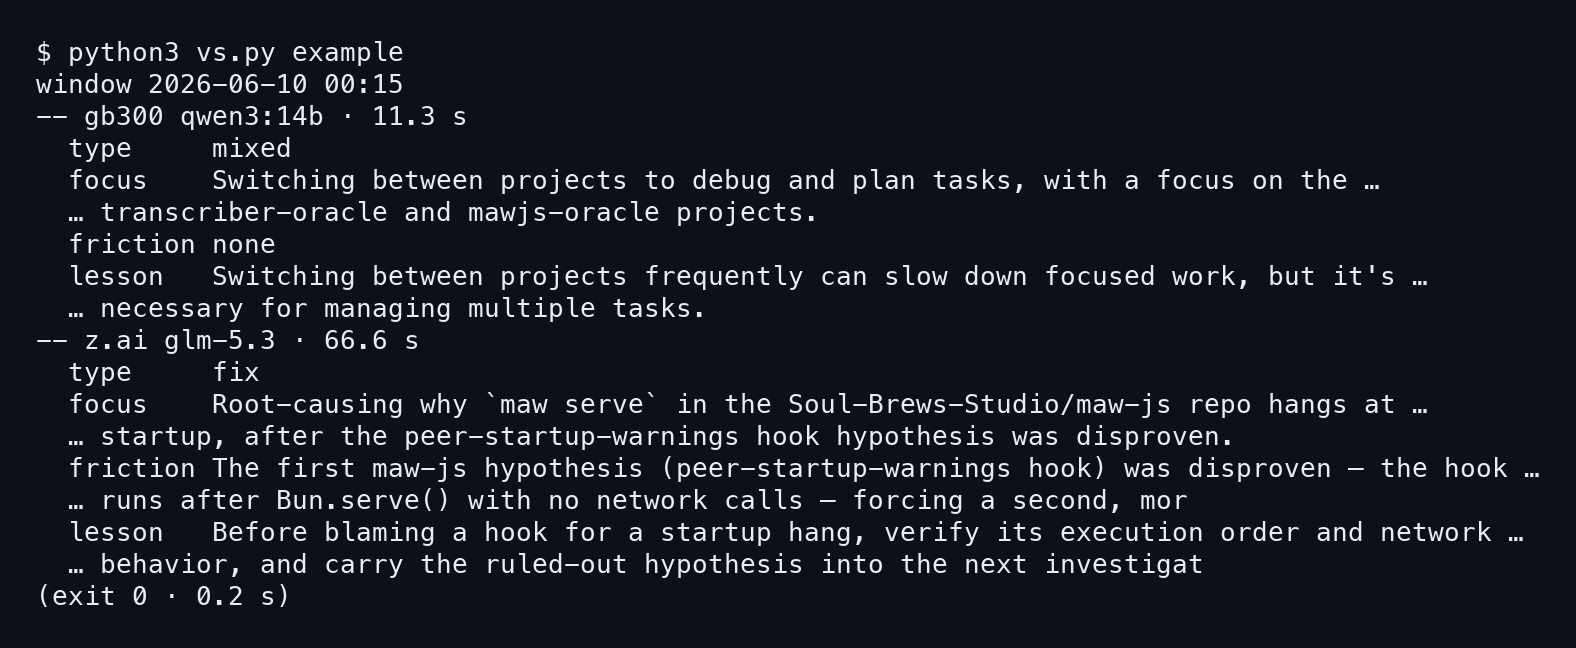 $ python3 vs.py example
window 2026-06-10 00:15
-- gb300 qwen3:14b · 11.3 s
  type     mixed
  focus    Switching between projects to debug and plan tasks, with a focus on the …
  … transcriber-oracle and mawjs-oracle projects.
  friction none
  lesson   Switching between projects frequently can slow down focused work, but it's …
  … necessary for managing multiple tasks.
-- z.ai glm-5.3 · 66.6 s
  type     fix
  focus    Root-causing why `maw serve` in the Soul-Brews-Studio/maw-js repo hangs at …
  … startup, after the peer-startup-warnings hook hypothesis was disproven.
  friction The first maw-js hypothesis (peer-startup-warnings hook) was disproven — the hook …
  … runs after Bun.serve() with no network calls — forcing a second, mor
  lesson   Before blaming a hook for a startup hang, verify its execution order and network …
  … behavior, and carry the ruled-out hypothesis into the next investigat
(exit 0 · 0.2 s)